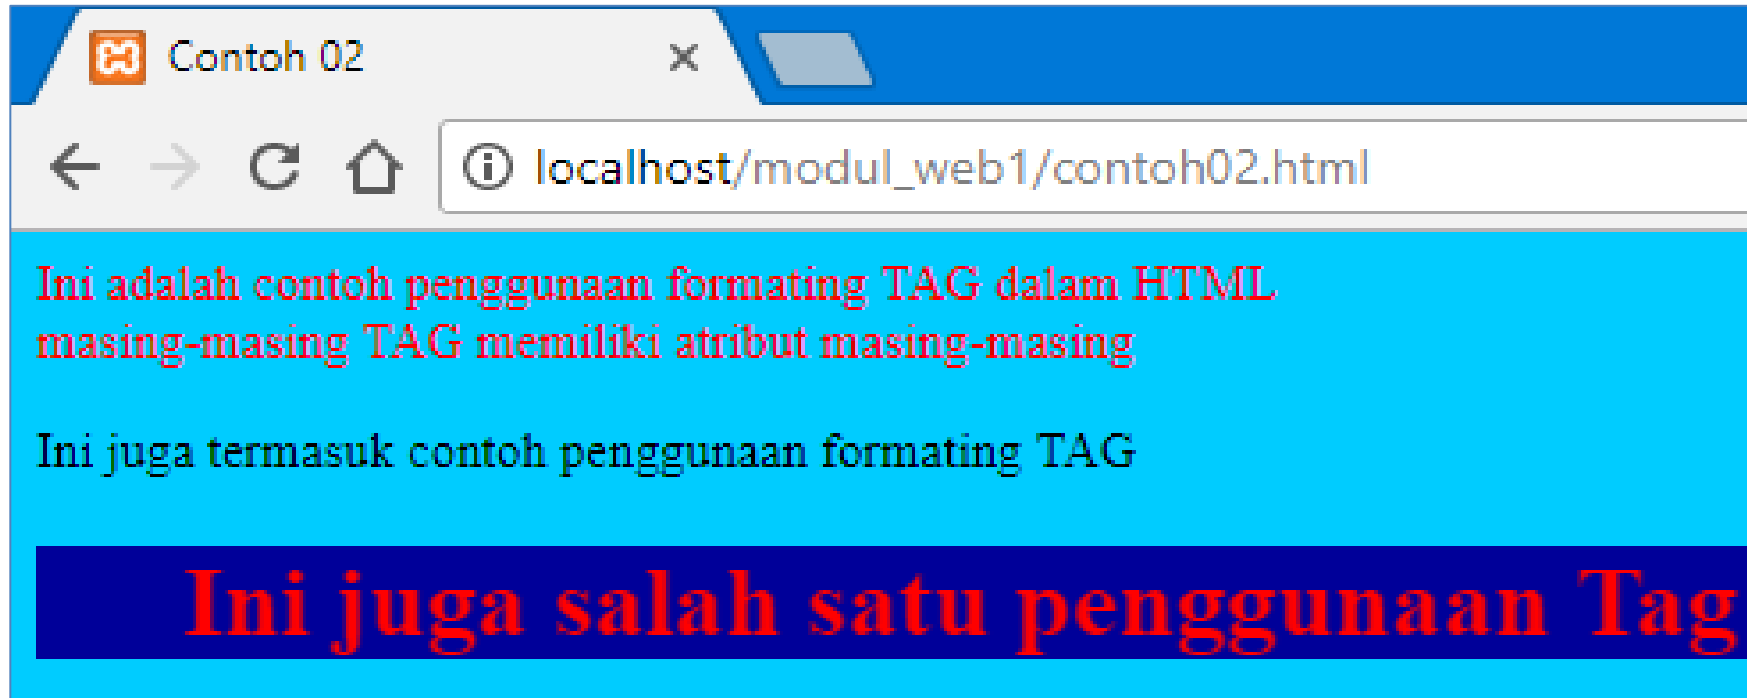 Contoh 02
localhost/modul_web1/contoh02.html
Ini adalah contoh penggunaan formating TAG dalam HTML
masing-masing TAG memiliki atribut masing-masing
Ini juga termasuk contoh penggunaan formating TAG
Ini juga salah satu penggunaan Tag